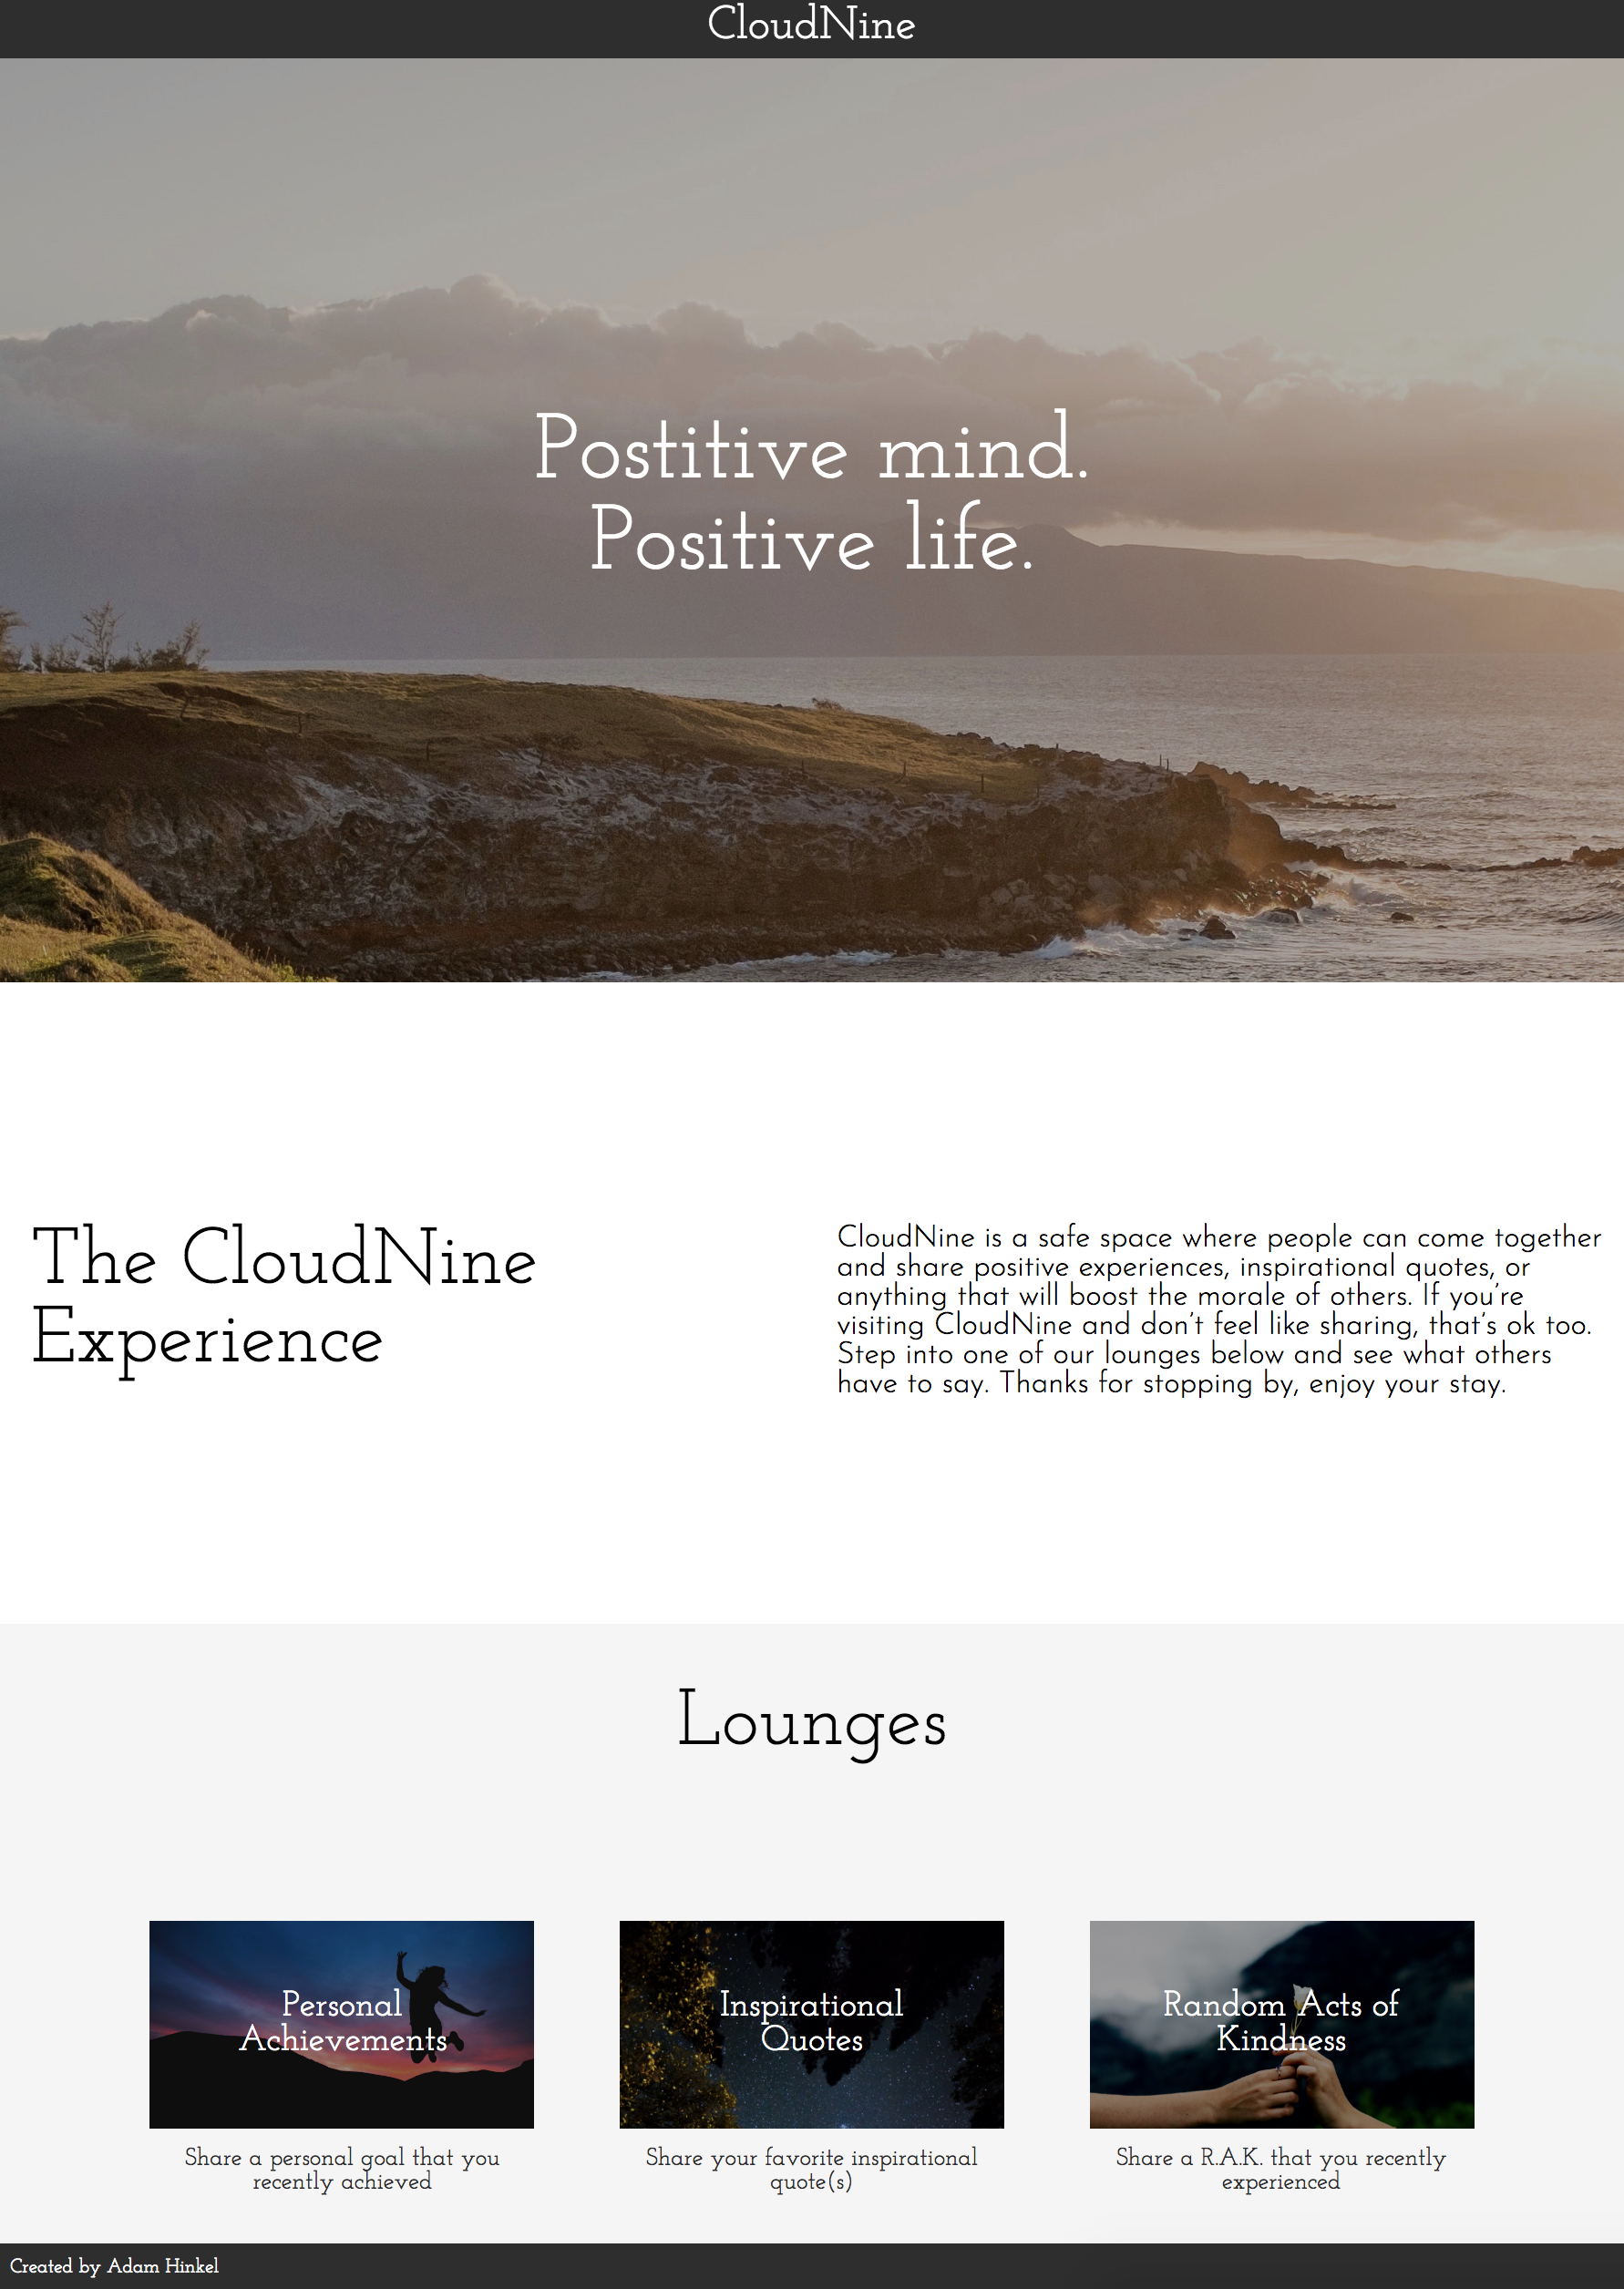 CloudNine
Postitive mind.
Positive life.
The CloudNine
Experience
CloudNine is a safe space where people can come together
and share positive experiences, inspirational quotes, or
anything that will boost the morale of others. If you're
visiting CloudNine and don't feel like sharing, that's ok too.
Step into one of our lounges below and see what others
have to say. Thanks for stopping by, enjoy your stay.
Lounges
Personal
Achievements
Share a personal goal that you
recently achieved
Inspirational
Quotes
Share your favorite inspirational
quote(s)
Random Acts of
Kindness
Share a R.A.K. that you recently
experienced
Created by Adam Hinkel